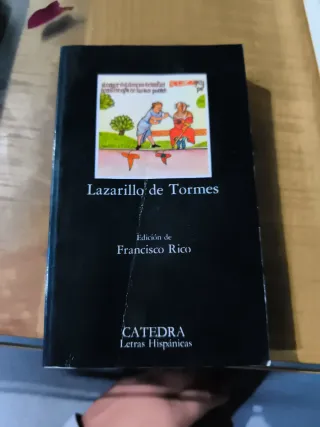 Lazarillo de Tormes
Edición de
Francisco Rico
CATEDRA
Letras Hispánicas